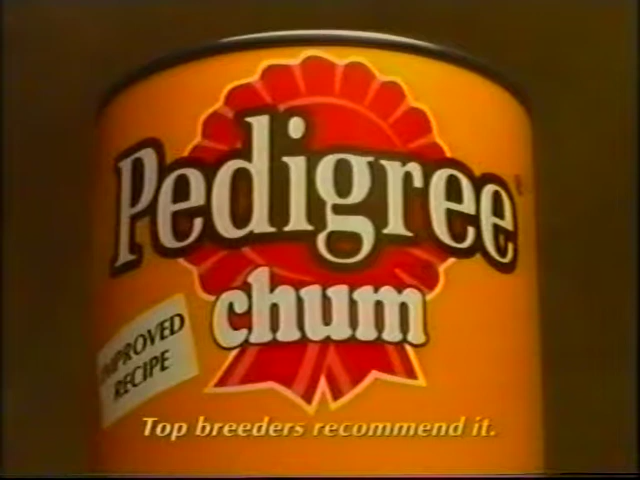 Pedigree
chum
IMPROVED
RECIPE
Top breeders recommend it.